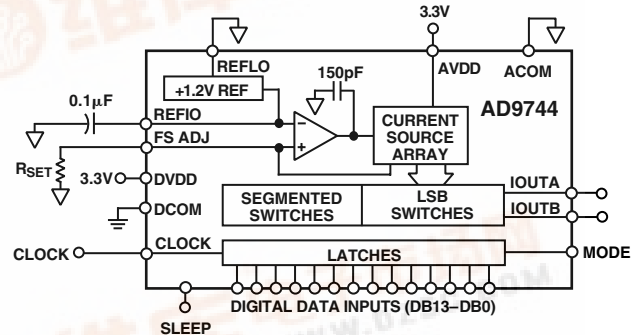 3.3V
REFLO
150pF
AVDD
ACOM
+1.2V REF
AD9744
0.1μF
REFIO
CURRENT
SOURCE
ARRAY
−
+
FS ADJ
RSET
3.3V
DVDD
DCOM
SEGMENTED
SWITCHES
LSB
SWITCHES
IOUTA
IOUTB
CLOCK
CLOCK
LATCHES
MODE
DIGITAL DATA INPUTS (DB13–DB0)
SLEEP